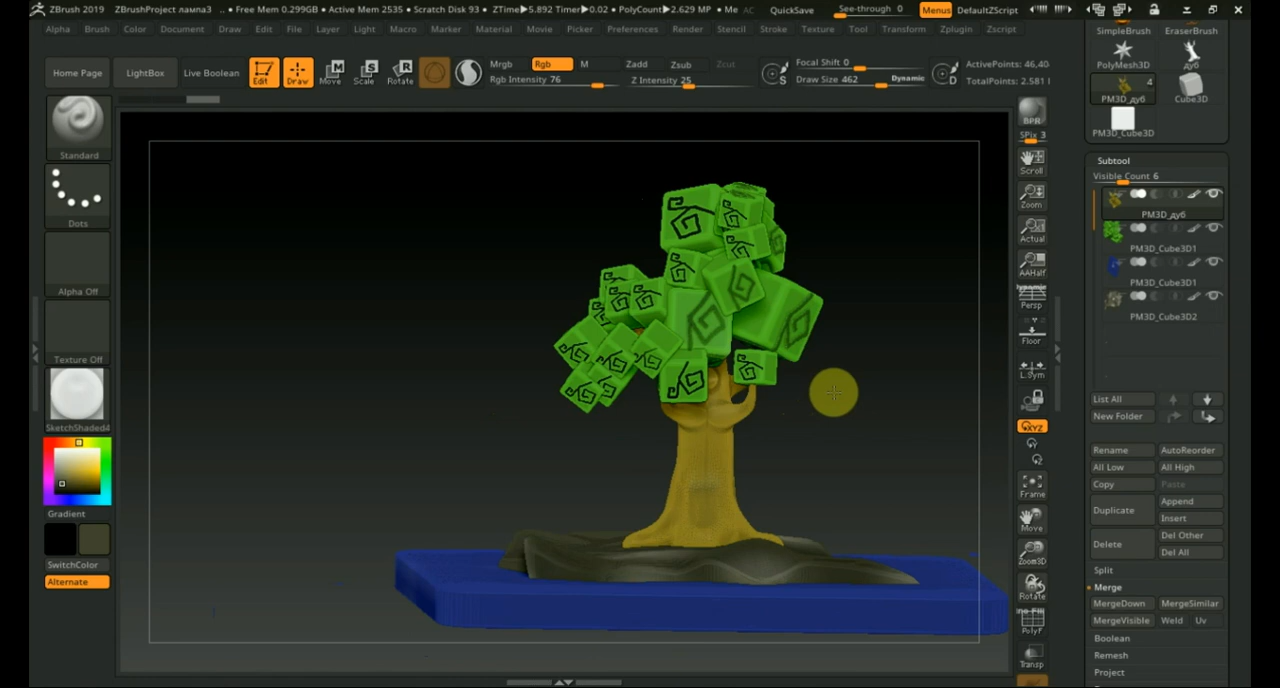 ZBrush 2019 ZBrushProject лампа3 .. • Free Mem 0.299GB • Active Mem 2535 • Scratch Disk 93 • ZTime▶5.892 Timer▶0.02 • PolyCount▶2.629 MP • Me AC QuickSave See-through 0 Menus DefaultZScript
Alpha Brush Color Document Draw Edit File Layer Light Macro Marker Material Movie Picker Preferences Render Stencil Stroke Texture Tool Transform Zplugin Zscript
Home Page LightBox Live Boolean Edit Draw Move Scale Rotate
Mrgb Rgb M Zadd Zsub Zcut
Rgb Intensity 76 Z Intensity 25
S Focal Shift 0
Draw Size 462 Dynamic D
ActivePoints: 46,40
TotalPoints: 2.581
SimpleBrush EraserBrush
PolyMesh3D дуб
4
PM3D_дуб Cube3D
PM3D_Cube3D
Standard
Dots
Alpha Off
Texture Off
SketchShaded4
Gradient
SwitchColor
Alternate
BPR
SPix 3
Scroll
Zoom
Actual
AAHalf
Dynamic
Persp
Floor
L.Sym
XYZ
Frame
Move
Zoom3D
Rotate
PolyF
Transp
Subtool
Visible Count 6
PM3D_дуб
PM3D_Cube3D1
PM3D_Cube3D1
PM3D_Cube3D2
List All
New Folder
Rename AutoReorder
All Low All High
Copy Paste
Duplicate Append
Insert
Delete Del Other
Del All
Split
Merge
MergeDown MergeSimilar
MergeVisible Weld Uv
Boolean
Remesh
Project